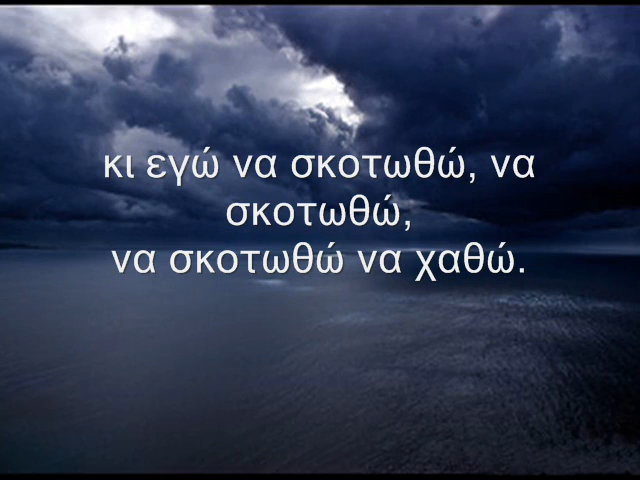 κι εγώ να σκοτωθώ, να
σκοτωθώ,
να σκοτωθώ να χαθώ.